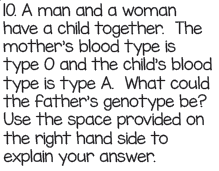 10. A man and a woman
have a child together.  The
mother's blood type is
type O and the child's blood
type is type A.  What could
the father's genotype be?
Use the space provided on
the right hand side to
explain your answer.